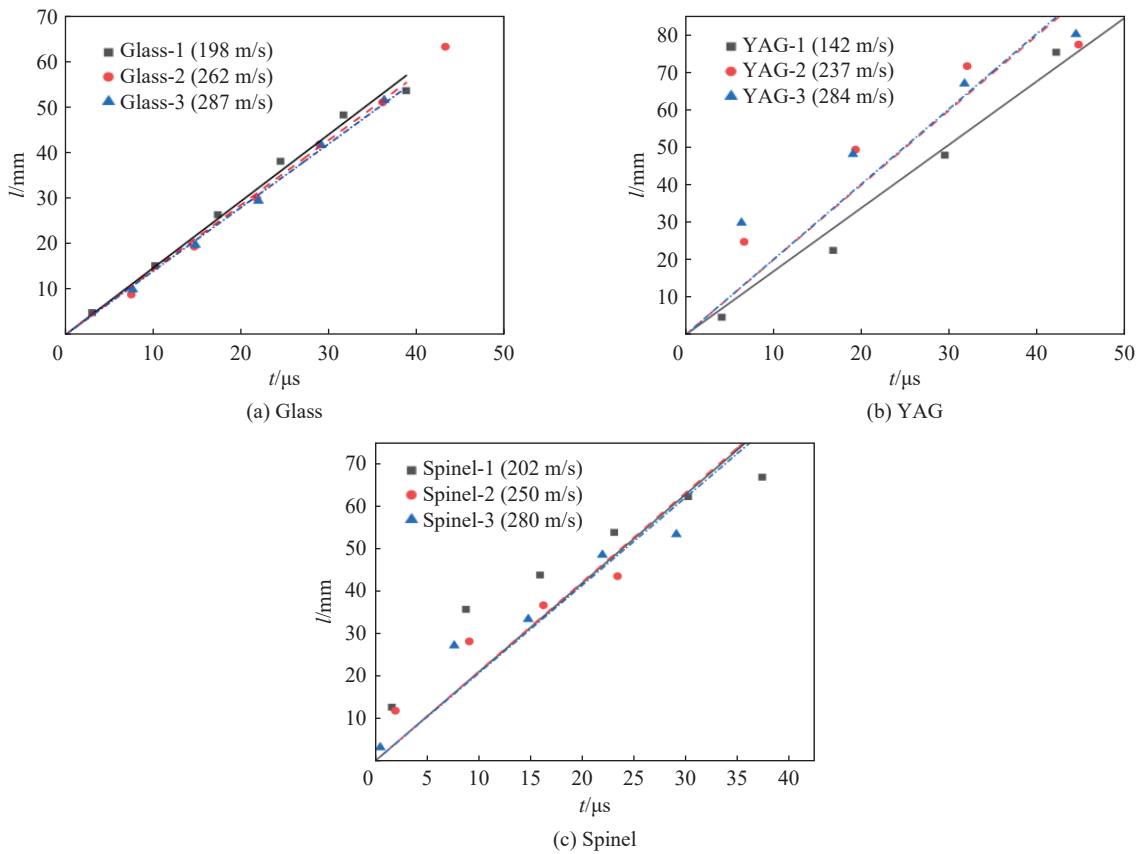 70
60
50
40
30
20
10
l/mm
Glass-1 (198 m/s)
Glass-2 (262 m/s)
Glass-3 (287 m/s)
0 10 20 30 40 50
t/μs
(a) Glass
80
70
60
50
40
30
20
10
l/mm
YAG-1 (142 m/s)
YAG-2 (237 m/s)
YAG-3 (284 m/s)
0 10 20 30 40 50
t/μs
(b) YAG
70
60
50
40
30
20
10
l/mm
Spinel-1 (202 m/s)
Spinel-2 (250 m/s)
Spinel-3 (280 m/s)
0 5 10 15 20 25 30 35 40
t/μs
(c) Spinel